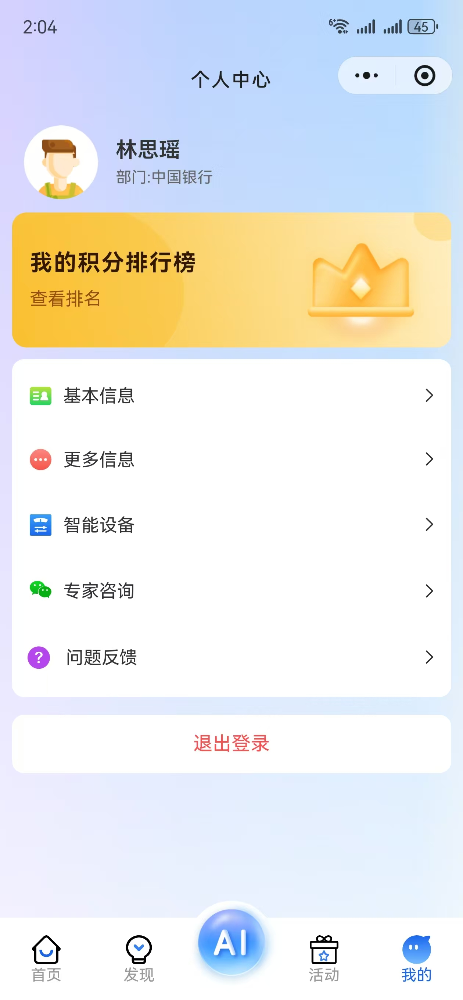 2:04
6+
45
个人中心
林思瑶
部门:中国银行
我的积分排行榜
查看排名
基本信息
更多信息
智能设备
专家咨询
?
问题反馈
退出登录
AI
首页
发现
活动
我的